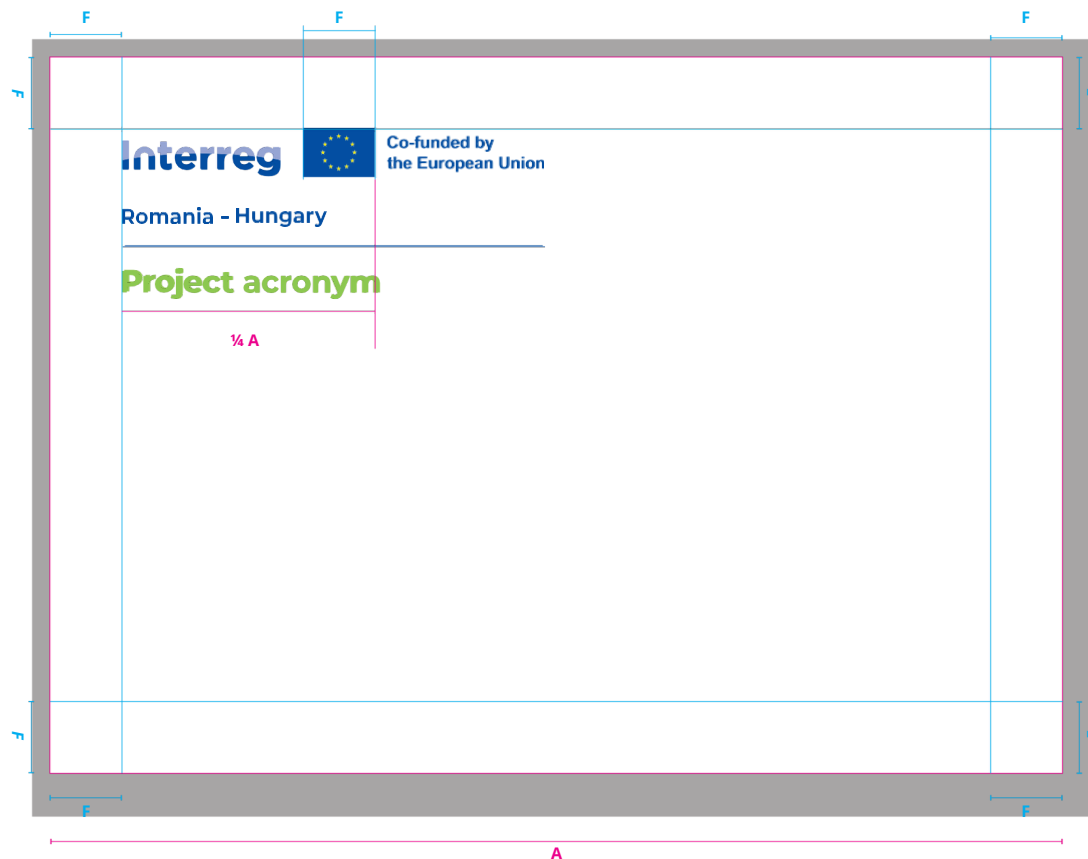 F F F
F
Interreg
Co-funded by
the European Union
Romania - Hungary
Project acronym
¼ A
F
F F
A